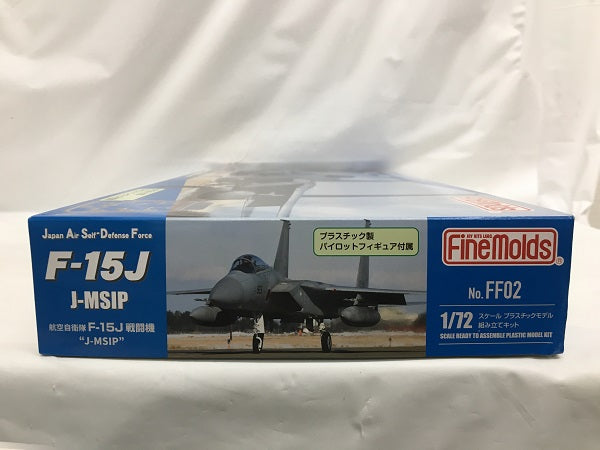 Japan Air Self-Defense Force
F-15J
J-MSIP
航空自衛隊 F-15J 戦闘機
“J-MSIP”
プラスチック製
パイロットフィギュア付属
FineMolds®
No. FF02
1/72 スケール プラスチックモデル
組み立てキット
SCALE READY TO ASSEMBLE PLASTIC MODEL KIT